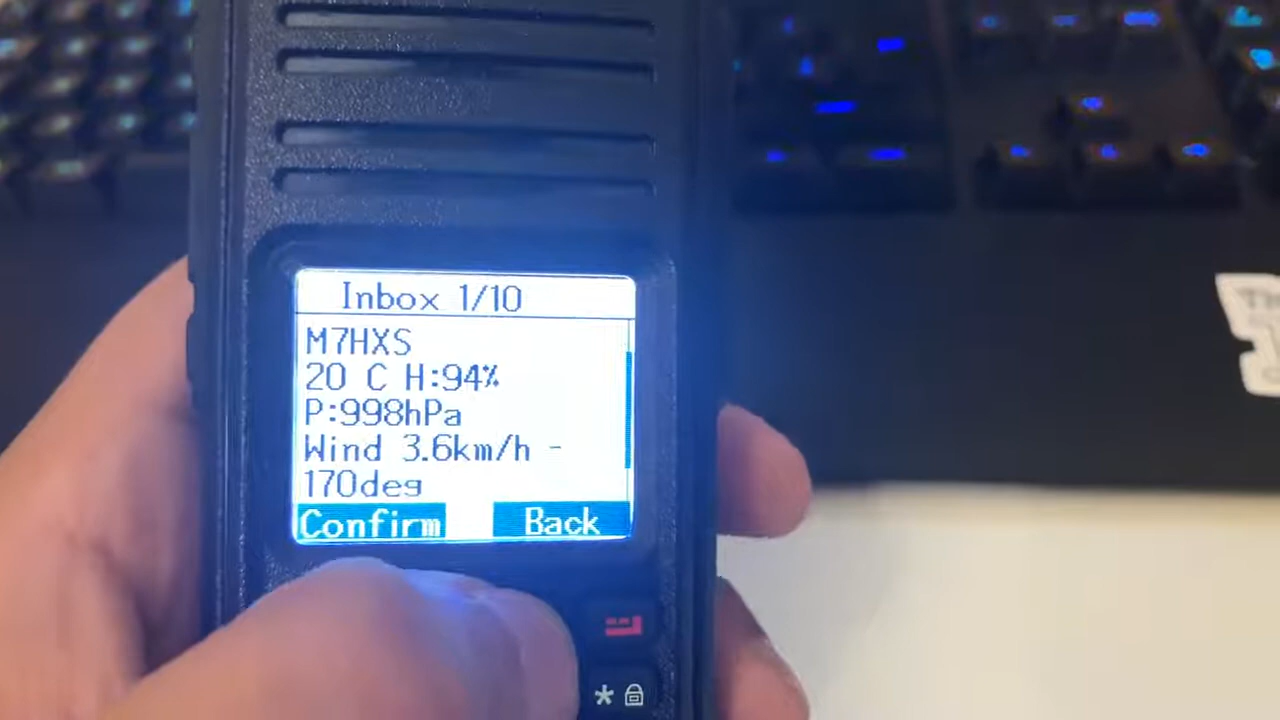 Inbox 1/10
M7HXS
20 C H:94%
P:998hPa
Wind 3.6km/h -
170deg
Confirm Back
*